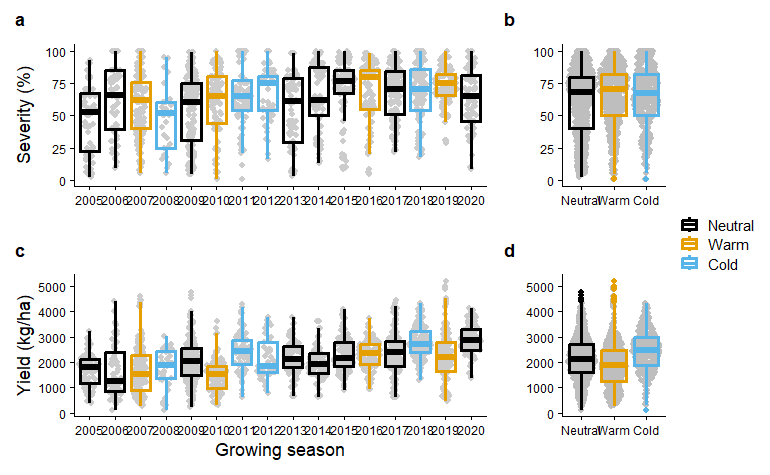 a
b
Severity (%)
100
75
50
25
0
2005 2006 2007 2008 2009 2010 2011 2012 2013 2014 2015 2016 2017 2018 2019 2020
100
75
50
25
0
Neutral Warm Cold
Neutral
Warm
Cold
c
d
Yield (kg/ha)
5000
4000
3000
2000
1000
0
2005 2006 2007 2008 2009 2010 2011 2012 2013 2014 2015 2016 2017 2018 2019 2020
Growing season
5000
4000
3000
2000
1000
0
Neutral Warm Cold